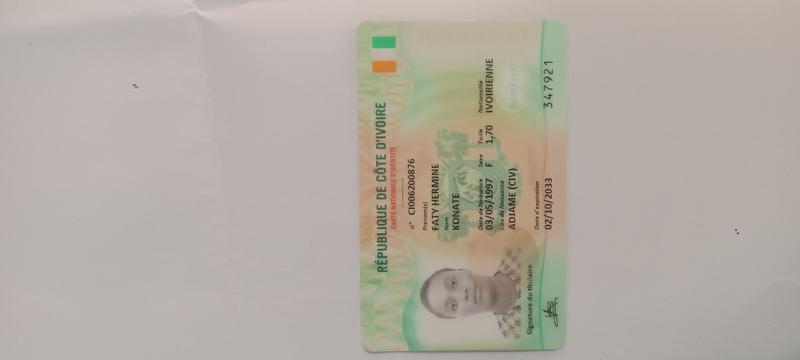 RÉPUBLIQUE DE CÔTE D'IVOIRE
CARTE NATIONALE D'IDENTITÉ
n° CI006200876
Prénom(s)
FATY HERMINE
Nom
KONATE
Date de Naissance Sexe Taille Nationalité
03/05/1997 F 1,70 IVOIRIENNE
Lieu de Naissance
ADJAME (CIV)
Signature du titulaire
Date d'expiration
02/10/2033
347921